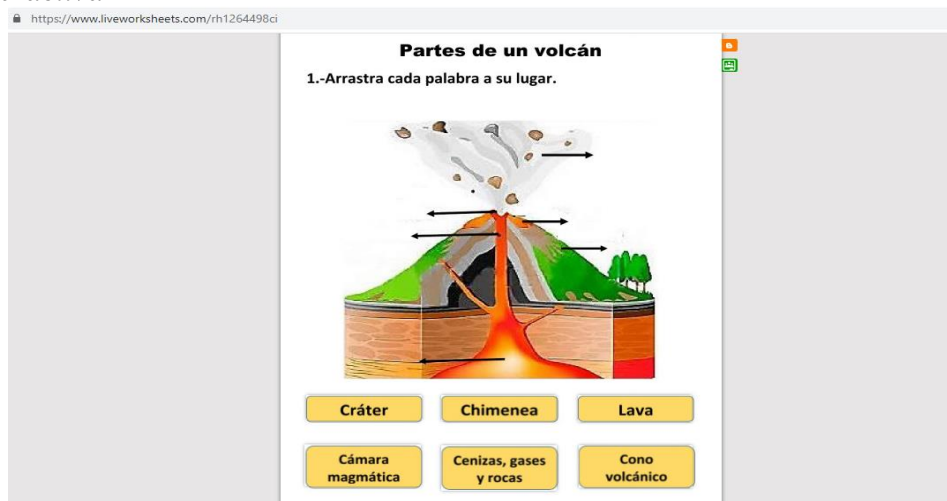 https://www.liveworksheets.com/rh1264498ci
Partes de un volcán
1.-Arrastra cada palabra a su lugar.
Cráter
Chimenea
Lava
Cámara
magmática
Cenizas, gases
y rocas
Cono
volcánico